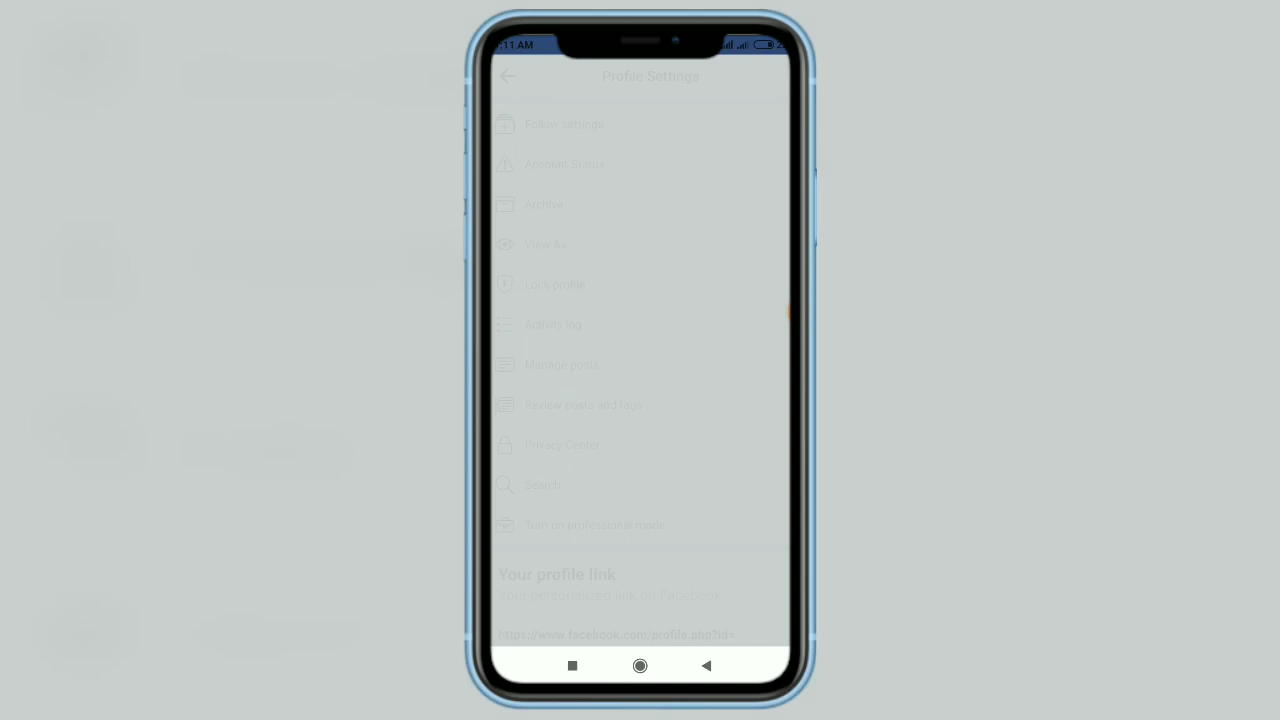 :11 AM
Profile Settings
Follow settings
Account Status
Archive
View As
Lock profile
Activity log
Manage posts
Review posts and tags
Privacy Center
Search
Turn on professional mode
Your profile link
Your personalized link on Facebook
https://www.facebook.com/profile.php?id=